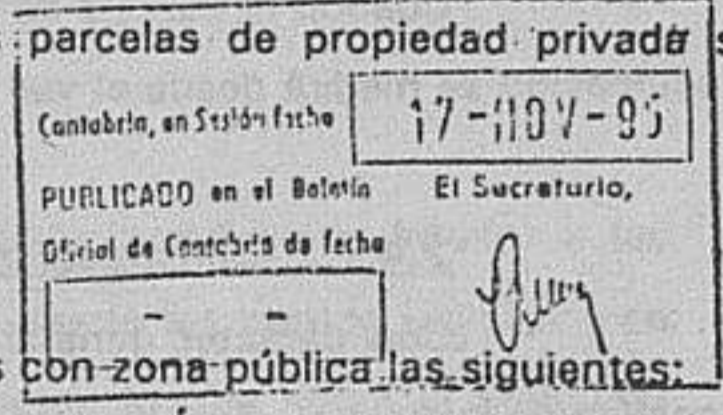 parcelas de propiedad privada s
Cantabria, en Sesión fecha
17-NOV-95
PUBLICADO en el Boletín
El Secretario,
Oficial de Cantabria de fecha
- -
s con zona pública las siguientes: